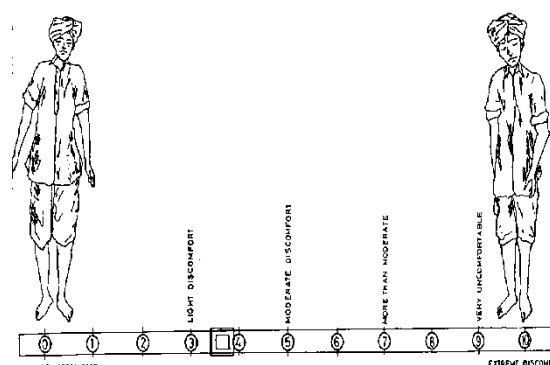 LIGHT DISCOMFORT
MODERATE DISCOMFORT
MORE THAN MODERATE
VERY UNCOMFORTABLE
0 1 2 3 4 5 6 7 8 9 10
EXTREME DISCOM